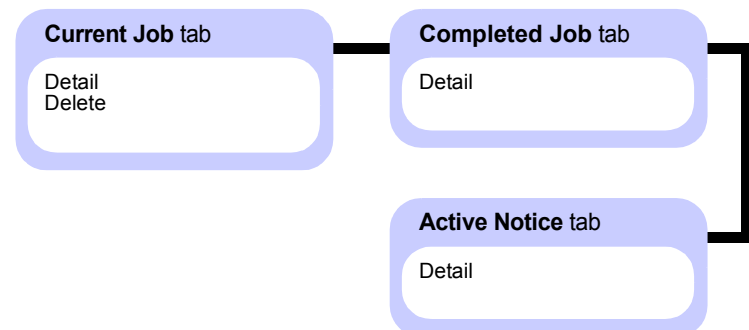 Current Job tab
Detail
Delete
Completed Job tab
Detail
Active Notice tab
Detail